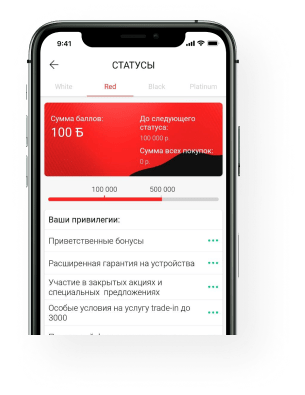 9:41
СТАТУСЫ
White Red Black Platinum
Сумма баллов:
100 Б
До следующего
статуса:
100 000 р.
Сумма всех покупок:
0 р.
100 000 500 000
Ваши привилегии:
Приветственные бонусы
Расширенная гарантия на устройства
Участие в закрытых акциях и
специальных предложениях
Особые условия на услугу trade-in до
3000